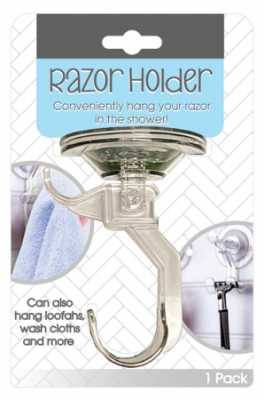 Razor Holder
Conveniently hang your razor
in the shower!
Can also
hang loofahs,
wash cloths
and more
1 Pack